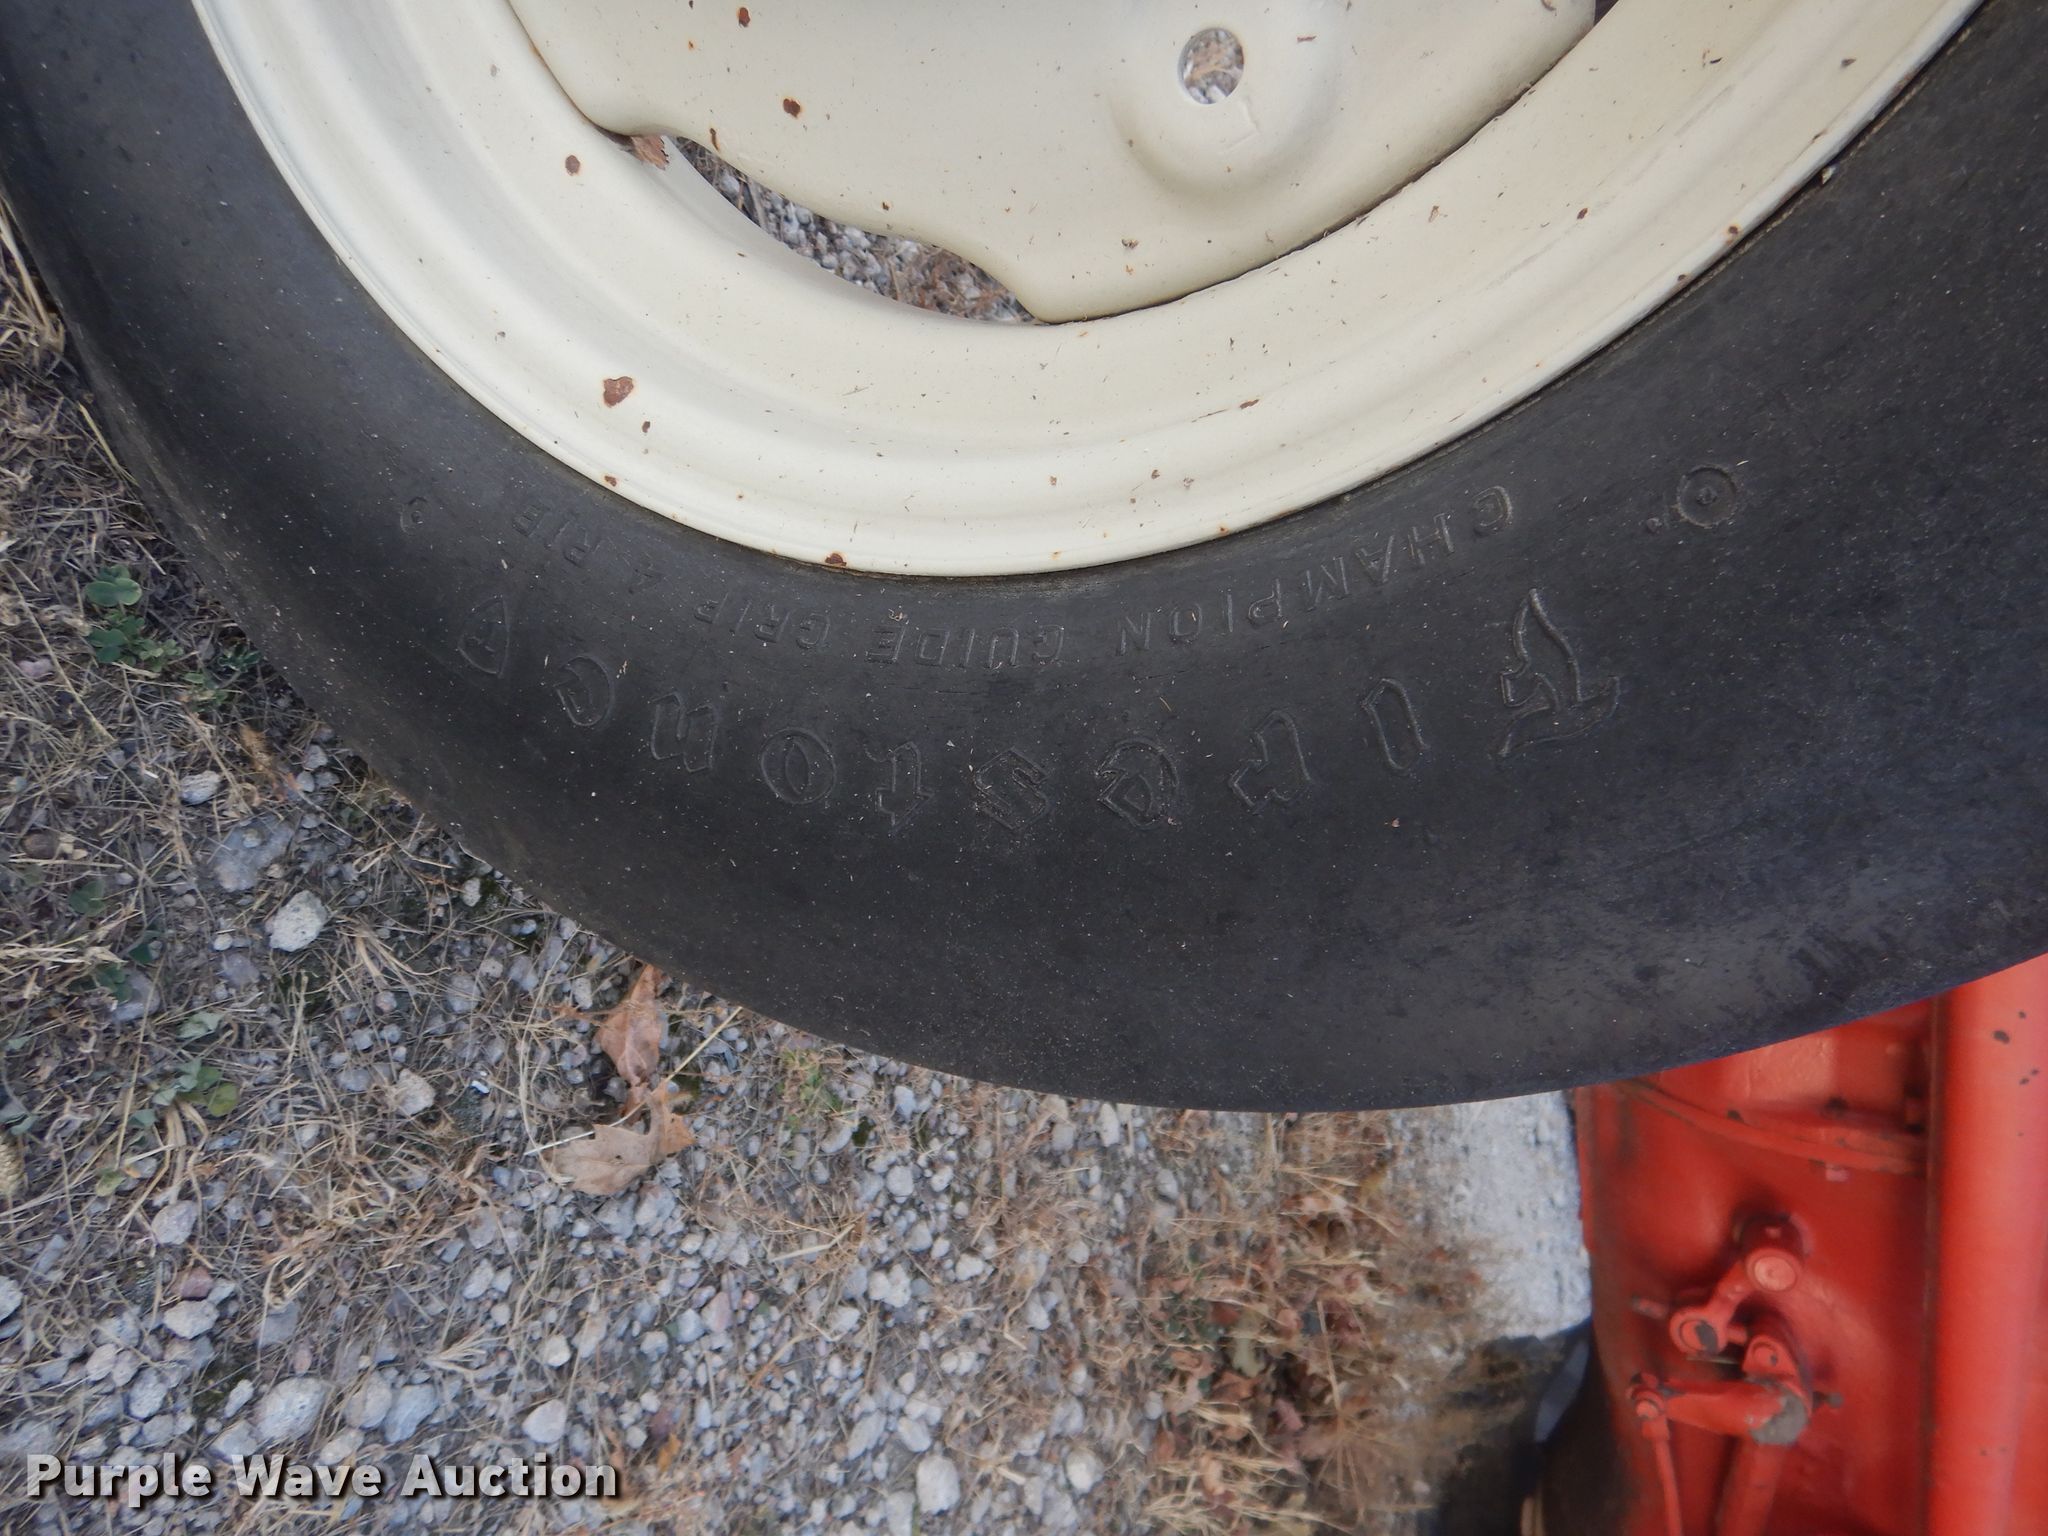 CHAMPION GUIDE GRIP 4 RIB
Firestone
Purple Wave Auction